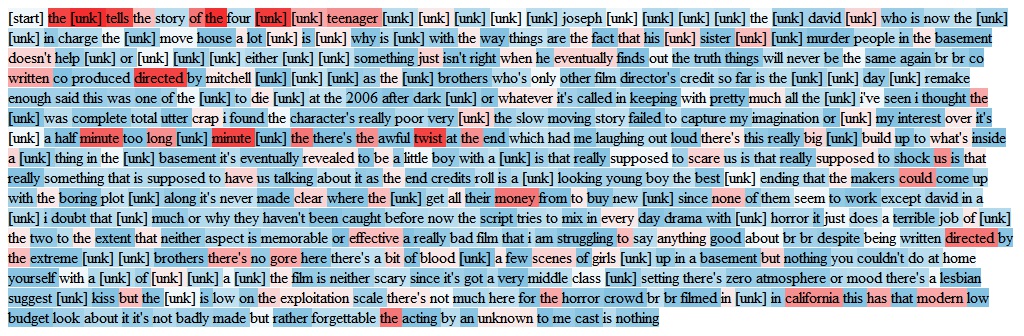 [start] the [unk] tells the story of the four [unk] [unk] teenager [unk] [unk] [unk] [unk] [unk] joseph [unk] [unk] [unk] [unk] the [unk] david [unk] who is now the [unk]
[unk] in charge the [unk] move house a lot [unk] is [unk] why is [unk] with the way things are the fact that his [unk] sister [unk] [unk] murder people in the basement
doesn't help [unk] or [unk] [unk] [unk] either [unk] [unk] something just isn't right when he eventually finds out the truth things will never be the same again br br co
written co produced directed by mitchell [unk] [unk] [unk] as the [unk] brothers who's only other film director's credit so far is the [unk] [unk] day [unk] remake
enough said this was one of the [unk] to die [unk] at the 2006 after dark [unk] or whatever it's called in keeping with pretty much all the [unk] i've seen i thought the
[unk] was complete total utter crap i found the character's really poor very [unk] the slow moving story failed to capture my imagination or [unk] my interest over it's
[unk] a half minute too long [unk] minute [unk] the there's the awful twist at the end which had me laughing out loud there's this really big [unk] build up to what's inside
a [unk] thing in the [unk] basement it's eventually revealed to be a little boy with a [unk] is that really supposed to scare us is that really supposed to shock us is that
really something that is supposed to have us talking about it as the end credits roll is a [unk] looking young boy the best [unk] ending that the makers could come up
with the boring plot [unk] along it's never made clear where the [unk] get all their money from to buy new [unk] since none of them seem to work except david in a
[unk] i doubt that [unk] much or why they haven't been caught before now the script tries to mix in every day drama with [unk] horror it just does a terrible job of [unk]
the two to the extent that neither aspect is memorable or effective a really bad film that i am struggling to say anything good about br br despite being written directed by
the extreme [unk] [unk] brothers there's no gore here there's a bit of blood [unk] a few scenes of girls [unk] up in a basement but nothing you couldn't do at home
yourself with a [unk] of [unk] [unk] a [unk] the film is neither scary since it's got a very middle class [unk] setting there's zero atmosphere or mood there's a lesbian
suggest [unk] kiss but the [unk] is low on the exploitation scale there's not much here for the horror crowd br br filmed in [unk] in california this has that modern low
budget look about it it's not badly made but rather forgettable the acting by an unknown to me cast is nothing